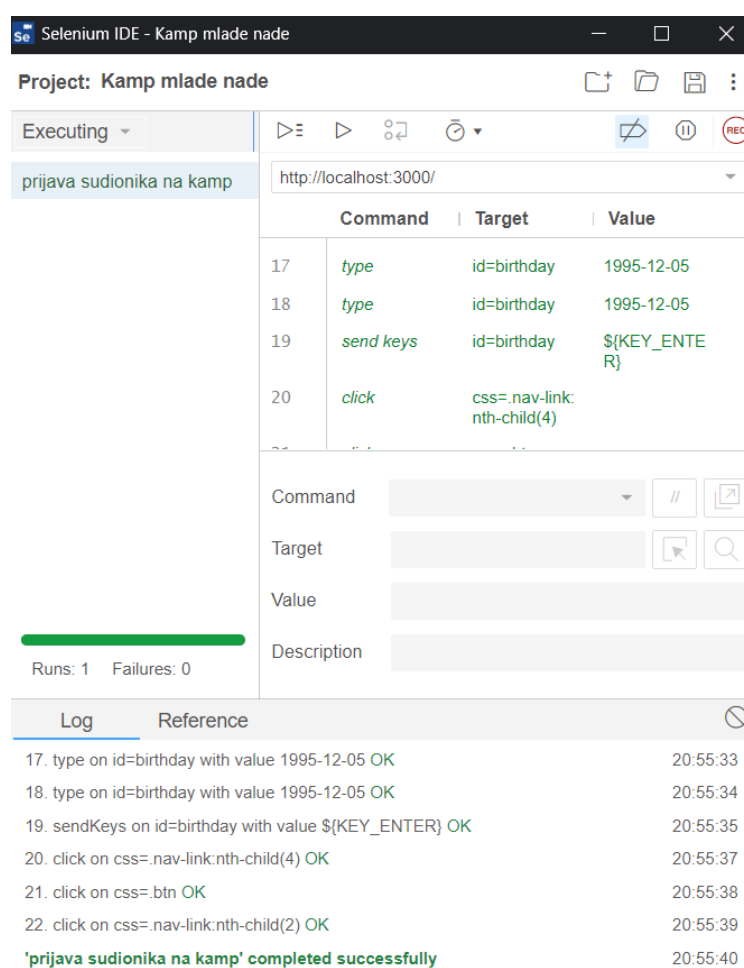 Se Selenium IDE - Kamp mlade nade
Project: Kamp mlade nade
Executing
REC
prijava sudionika na kamp
http://localhost:3000/
Command Target Value
17 type id=birthday 1995-12-05
18 type id=birthday 1995-12-05
19 send keys id=birthday ${KEY_ENTE
R}
20 click css=.nav-link:
nth-child(4)
Command
//
Target
Value
Description
Runs: 1 Failures: 0
Log Reference
17. type on id=birthday with value 1995-12-05 OK 20:55:33
18. type on id=birthday with value 1995-12-05 OK 20:55:34
19. sendKeys on id=birthday with value ${KEY_ENTER} OK 20:55:35
20. click on css=.nav-link:nth-child(4) OK 20:55:37
21. click on css=.btn OK 20:55:38
22. click on css=.nav-link:nth-child(2) OK 20:55:39
'prijava sudionika na kamp' completed successfully 20:55:40